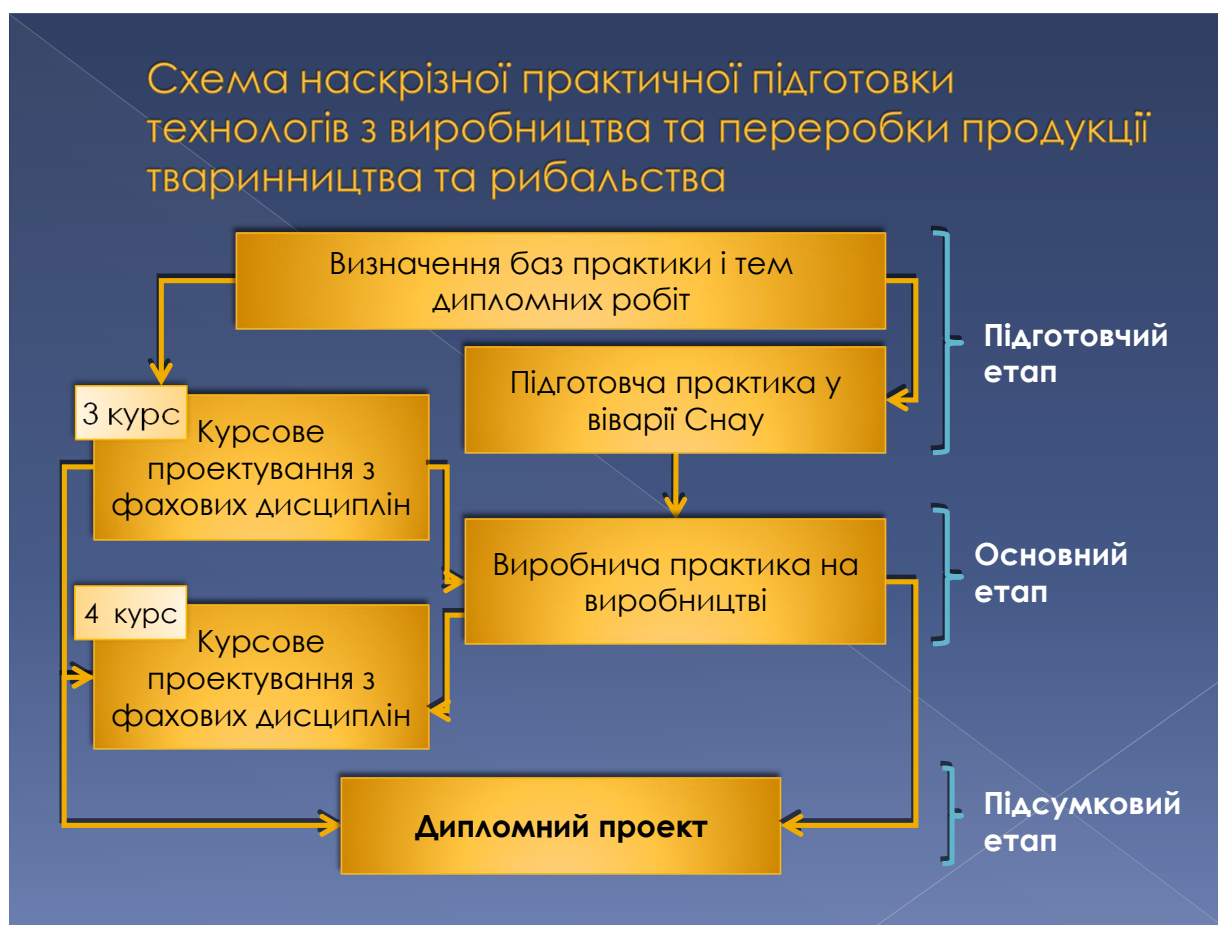 Схема наскрізної практичної підготовки
технологів з виробництва та переробки продукції
тваринництва та рибальства
Визначення баз практики і тем
дипломних робіт
Підготовчий
етап
Підготовча практика у
віварії Снау
3 курс
Курсове
проектування з
фахових дисциплін
Виробнича практика на
виробництві
Основний
етап
4 курс
Курсове
проектування з
фахових дисциплін
Дипломний проект
Підсумковий
етап